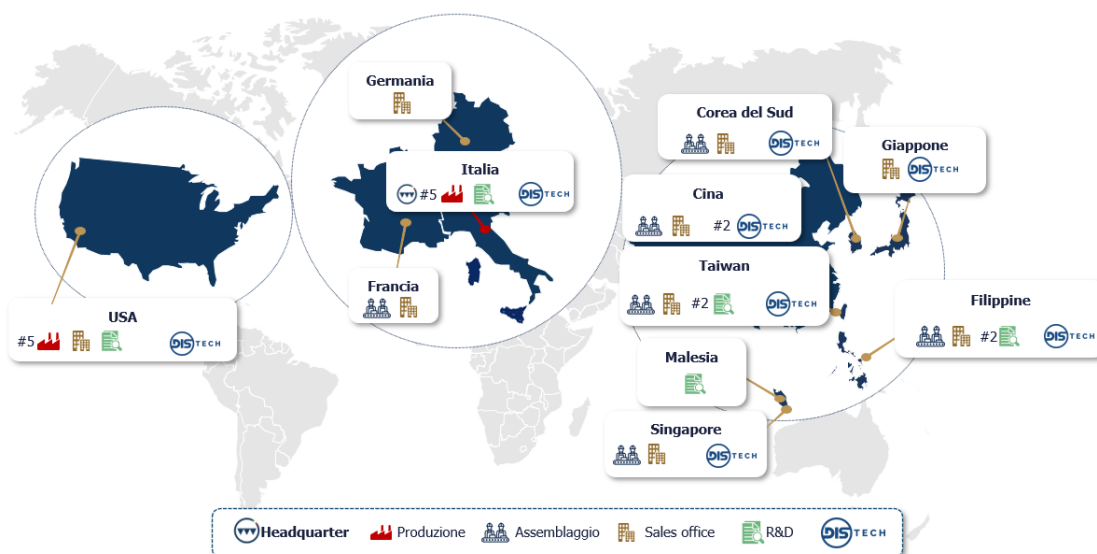 Germania
Italia
#5
DIS TECH
Francia
USA
#5
DIS TECH
Corea del Sud
DIS TECH
Giappone
DIS TECH
Cina
#2 DIS TECH
Taiwan
#2
DIS TECH
Filippine
#2
DIS TECH
Malesia
Singapore
DIS TECH
Headquarter Produzione Assemblaggio Sales office R&D DIS TECH